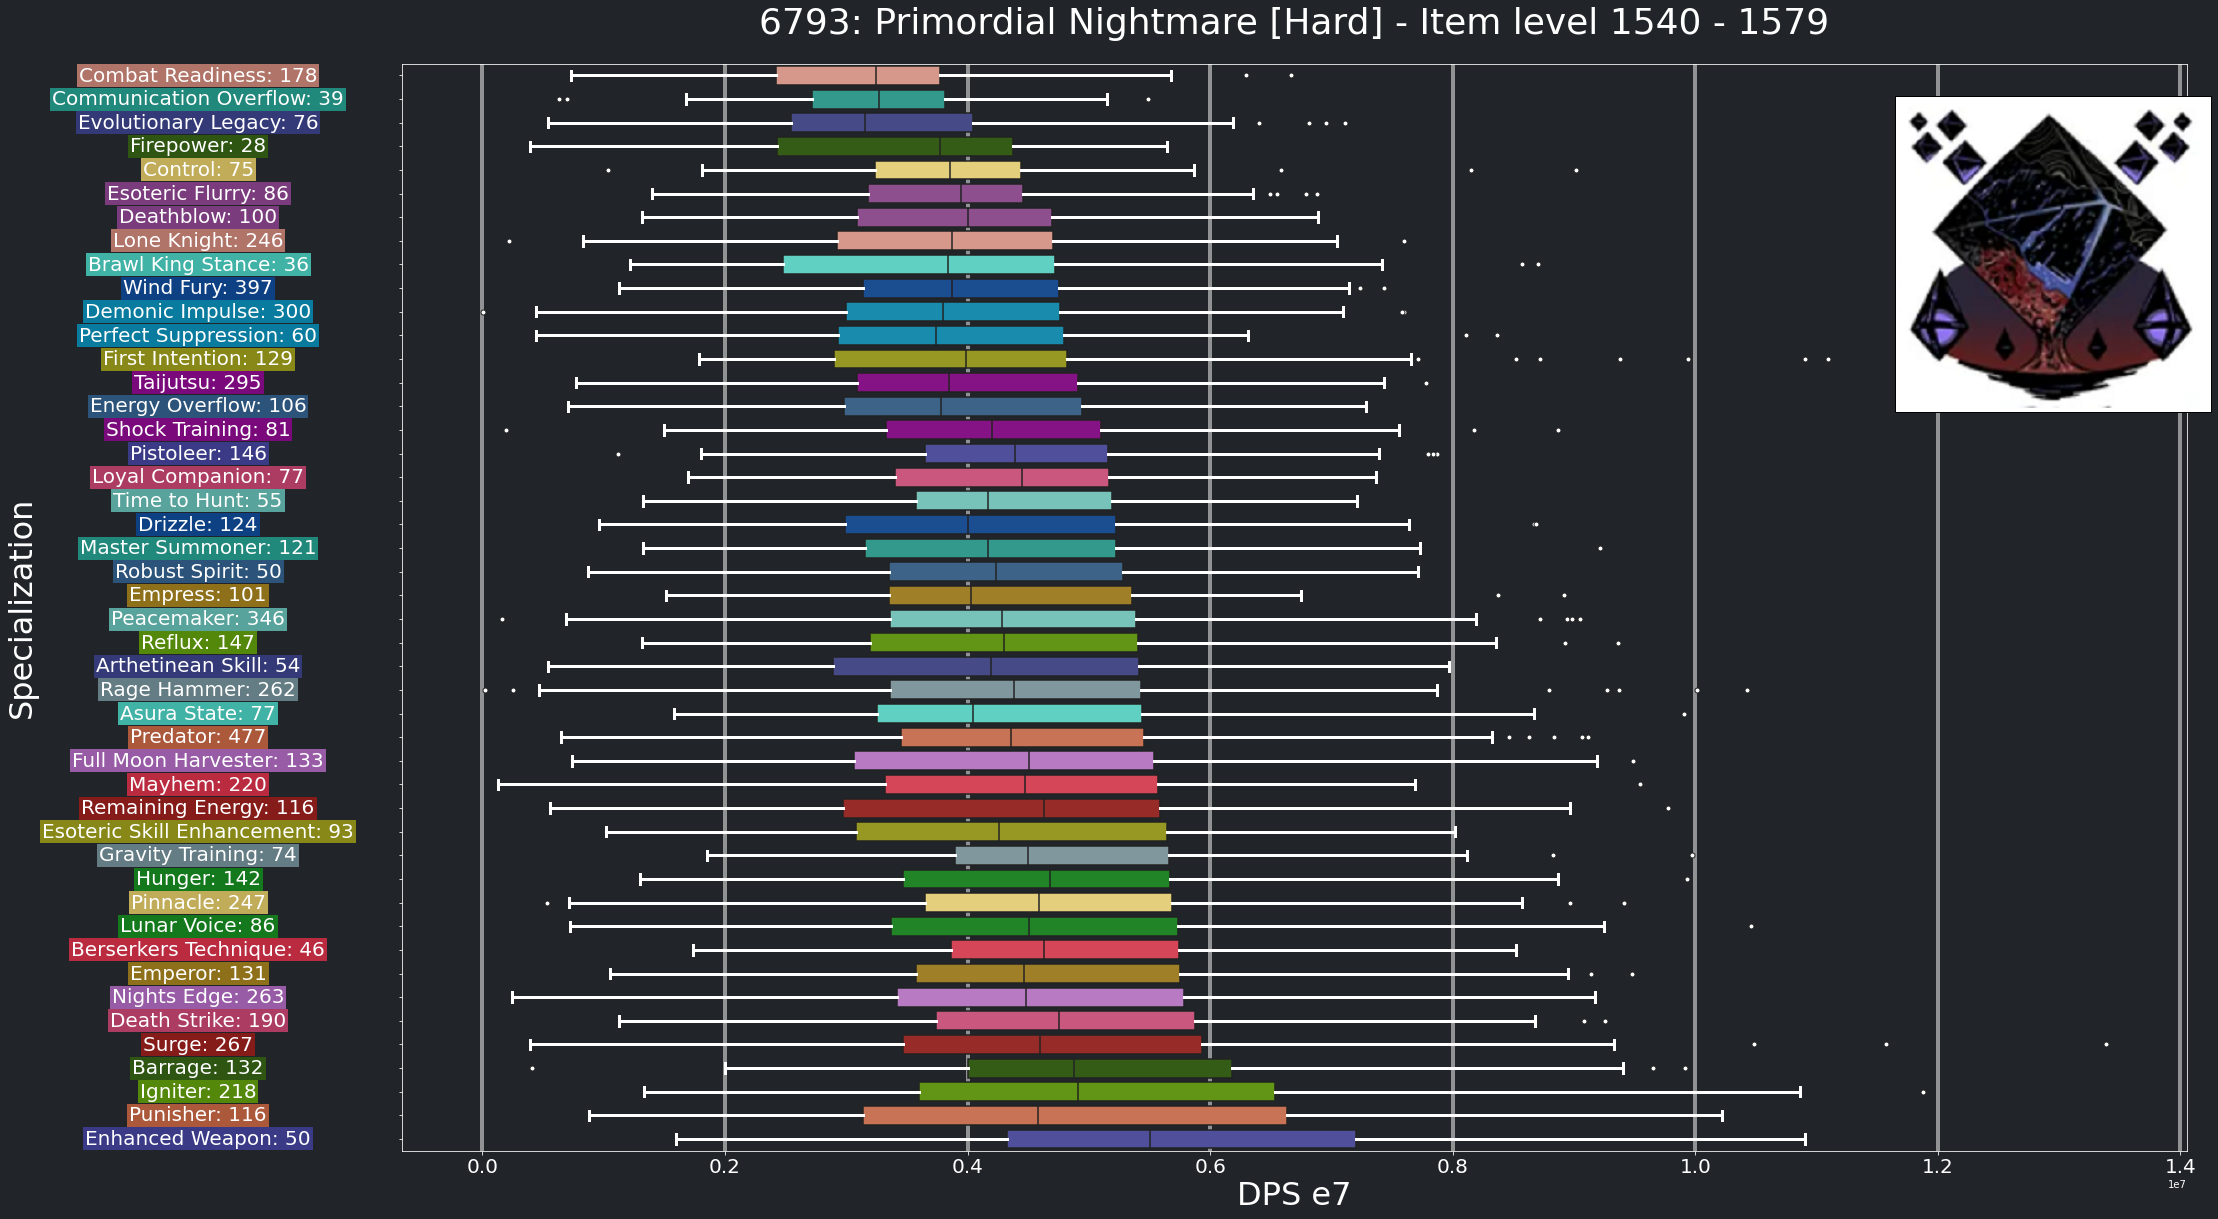 6793: Primordial Nightmare [Hard] - Item level 1540 - 1579
Combat Readiness: 178
Communication Overflow: 39
Evolutionary Legacy: 76
Firepower: 28
Control: 75
Esoteric Flurry: 86
Deathblow: 100
Lone Knight: 246
Brawl King Stance: 36
Wind Fury: 397
Demonic Impulse: 300
Perfect Suppression: 60
First Intention: 129
Taijutsu: 295
Energy Overflow: 106
Shock Training: 81
Pistoleer: 146
Loyal Companion: 77
Time to Hunt: 55
Drizzle: 124
Master Summoner: 121
Robust Spirit: 50
Empress: 101
Peacemaker: 346
Reflux: 147
Arthetinean Skill: 54
Rage Hammer: 262
Asura State: 77
Predator: 477
Full Moon Harvester: 133
Mayhem: 220
Remaining Energy: 116
Esoteric Skill Enhancement: 93
Gravity Training: 74
Hunger: 142
Pinnacle: 247
Lunar Voice: 86
Berserkers Technique: 46
Emperor: 131
Nights Edge: 263
Death Strike: 190
Surge: 267
Barrage: 132
Igniter: 218
Punisher: 116
Enhanced Weapon: 50
Specialization
0.0 0.2 0.4 0.6 0.8 1.0 1.2 1.4
1e7
DPS e7